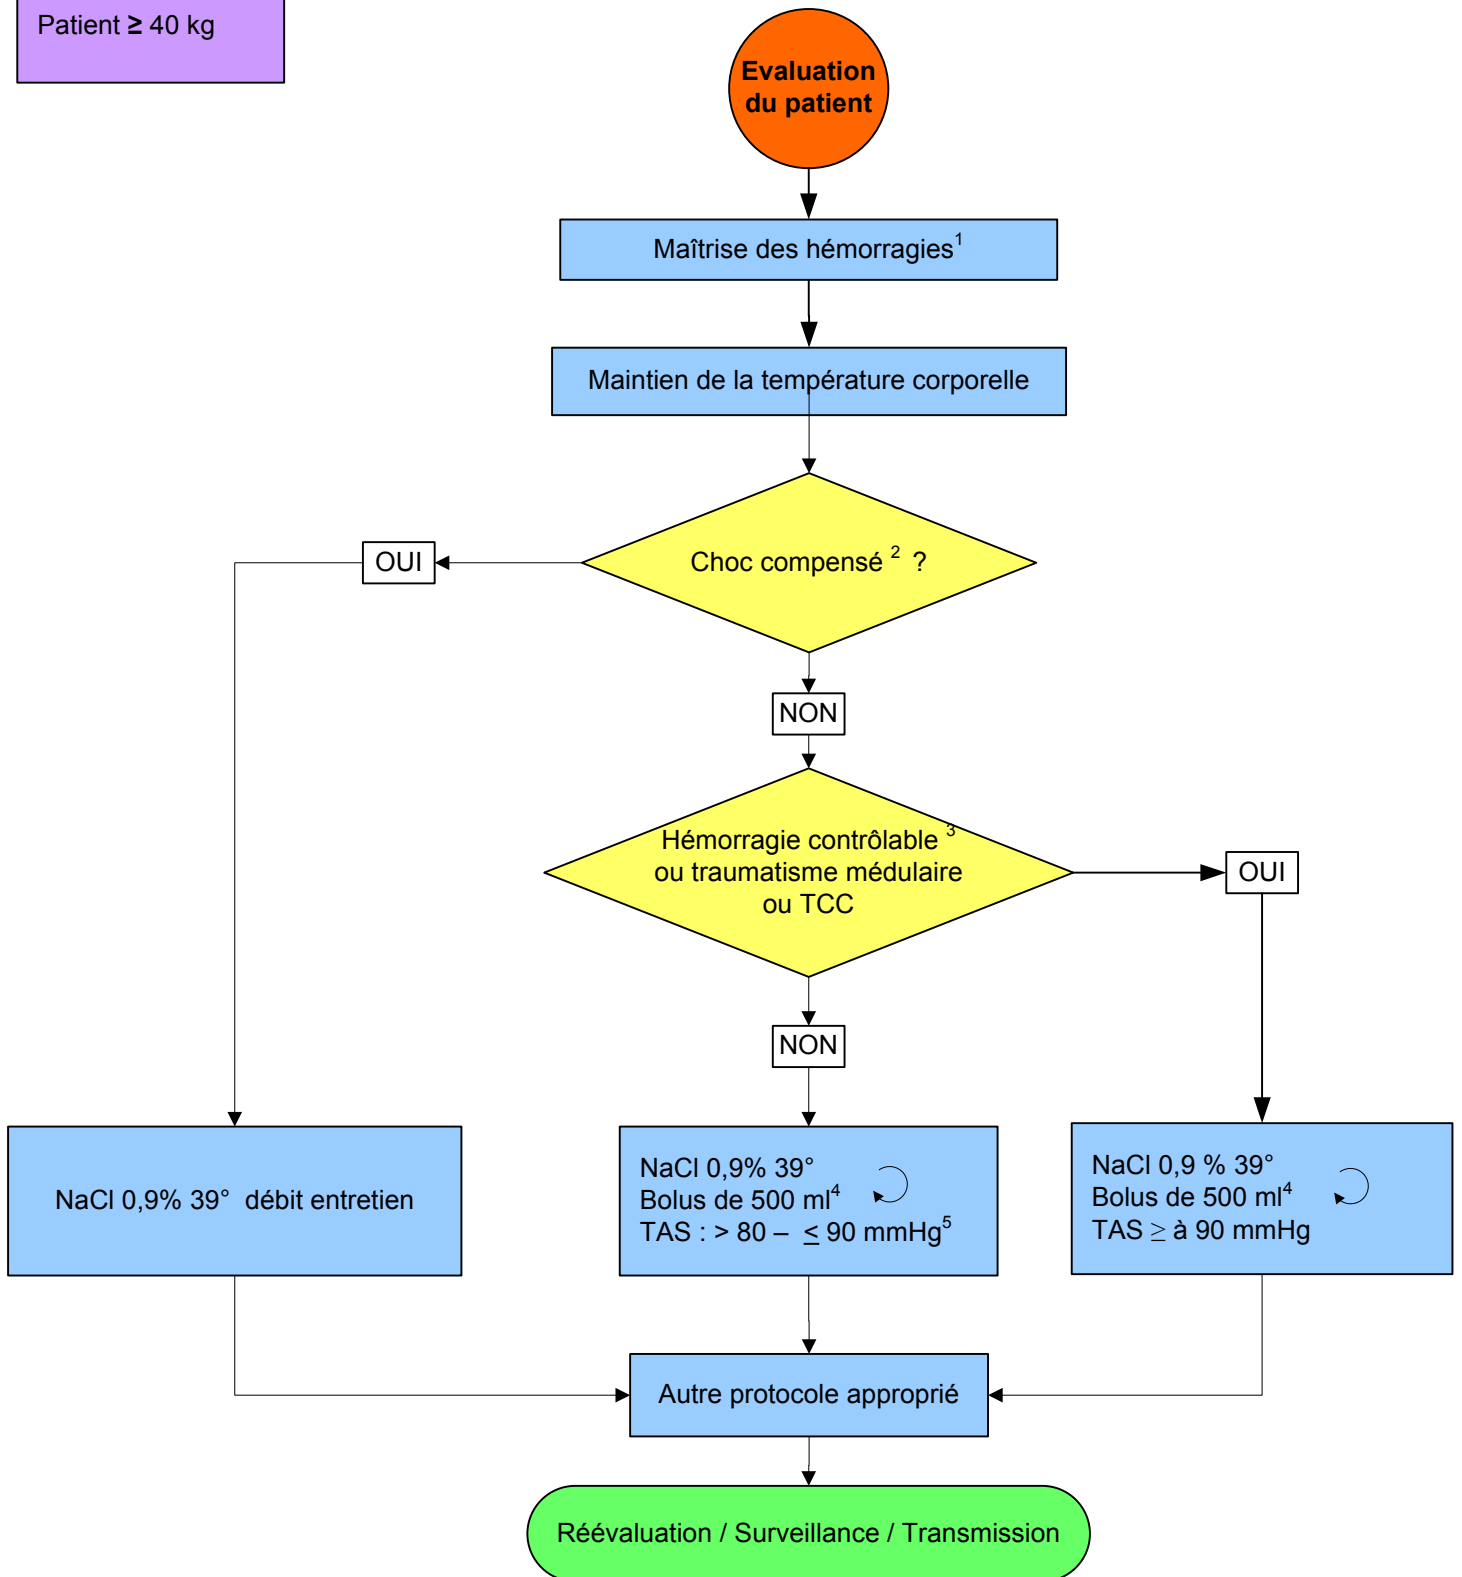 Patient ≥ 40 kg
Evaluation
du patient
Maîtrise des hémorragies¹
Maintien de la température corporelle
Choc compensé ² ?
OUI
NON
Hémorragie contrôlable ³
ou traumatisme médulaire
ou TCC
OUI
NON
NaCl 0,9% 39° débit entretien
NaCl 0,9% 39°
Bolus de 500 ml⁴
TAS : > 80 – ≤ 90 mmHg⁵
NaCl 0,9 % 39°
Bolus de 500 ml⁴
TAS ≥ à 90 mmHg
Autre protocole approprié
Réévaluation / Surveillance / Transmission